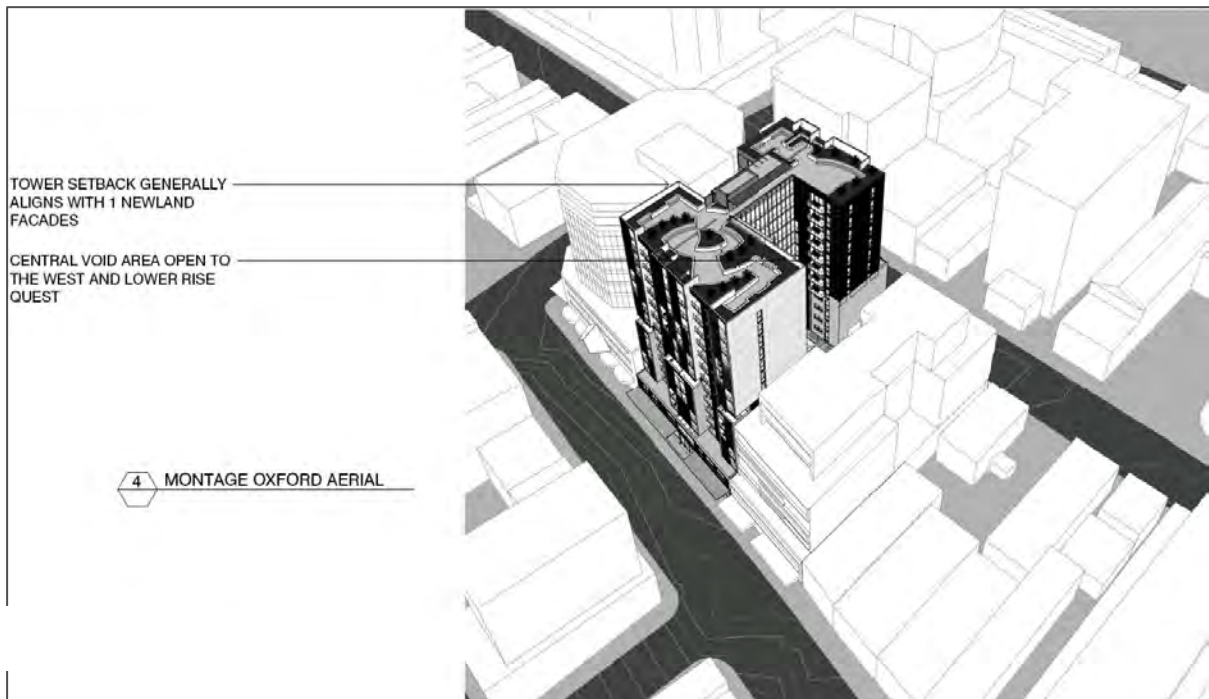 TOWER SETBACK GENERALLY
ALIGNS WITH 1 NEWLAND
FACADES
CENTRAL VOID AREA OPEN TO
THE WEST AND LOWER RISE
QUEST
4 MONTAGE OXFORD AERIAL